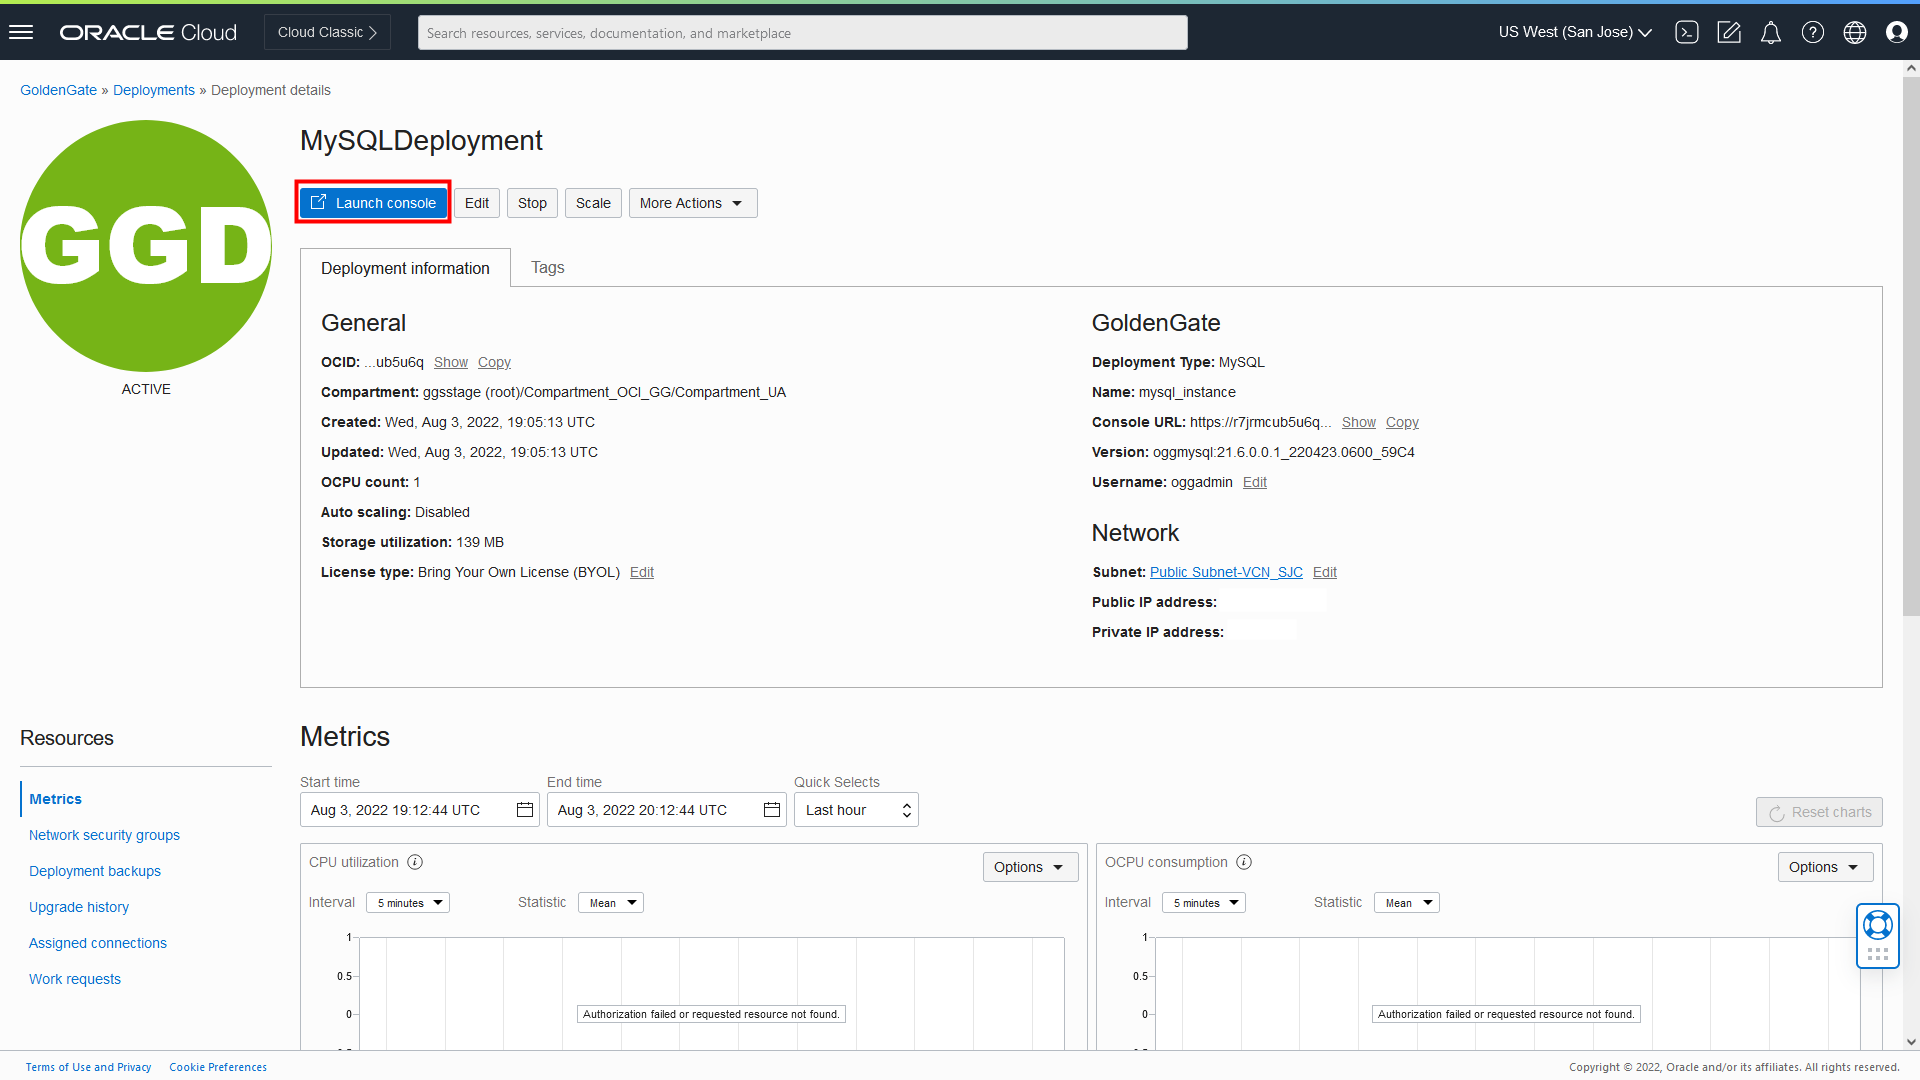 ORACLE Cloud
Cloud Classic
Search resources, services, documentation, and marketplace
US West (San Jose)
GoldenGate » Deployments » Deployment details
GGD
ACTIVE
MySQLDeployment
Launch console
Edit
Stop
Scale
More Actions
Deployment information
Tags
General
OCID: ...ub5u6q Show Copy
Compartment: ggsstage (root)/Compartment_OCI_GG/Compartment_UA
Created: Wed, Aug 3, 2022, 19:05:13 UTC
Updated: Wed, Aug 3, 2022, 19:05:13 UTC
OCPU count: 1
Auto scaling: Disabled
Storage utilization: 139 MB
License type: Bring Your Own License (BYOL) Edit
GoldenGate
Deployment Type: MySQL
Name: mysql_instance
Console URL: https://r7jrmcub5u6q... Show Copy
Version: oggmysql:21.6.0.0.1_220423.0600_59C4
Username: oggadmin Edit
Network
Subnet: Public Subnet-VCN_SJC Edit
Public IP address:
Private IP address:
Resources
Metrics
Network security groups
Deployment backups
Upgrade history
Assigned connections
Work requests
Metrics
Start time
Aug 3, 2022 19:12:44 UTC
End time
Aug 3, 2022 20:12:44 UTC
Quick Selects
Last hour
Reset charts
CPU utilization
Options
Interval 5 minutes
Statistic Mean
1
0.5
0
Authorization failed or requested resource not found.
OCPU consumption
Options
Interval 5 minutes
Statistic Mean
1
0.5
0
Authorization failed or requested resource not found.
Terms of Use and Privacy
Cookie Preferences
Copyright © 2022, Oracle and/or its affiliates. All rights reserved.